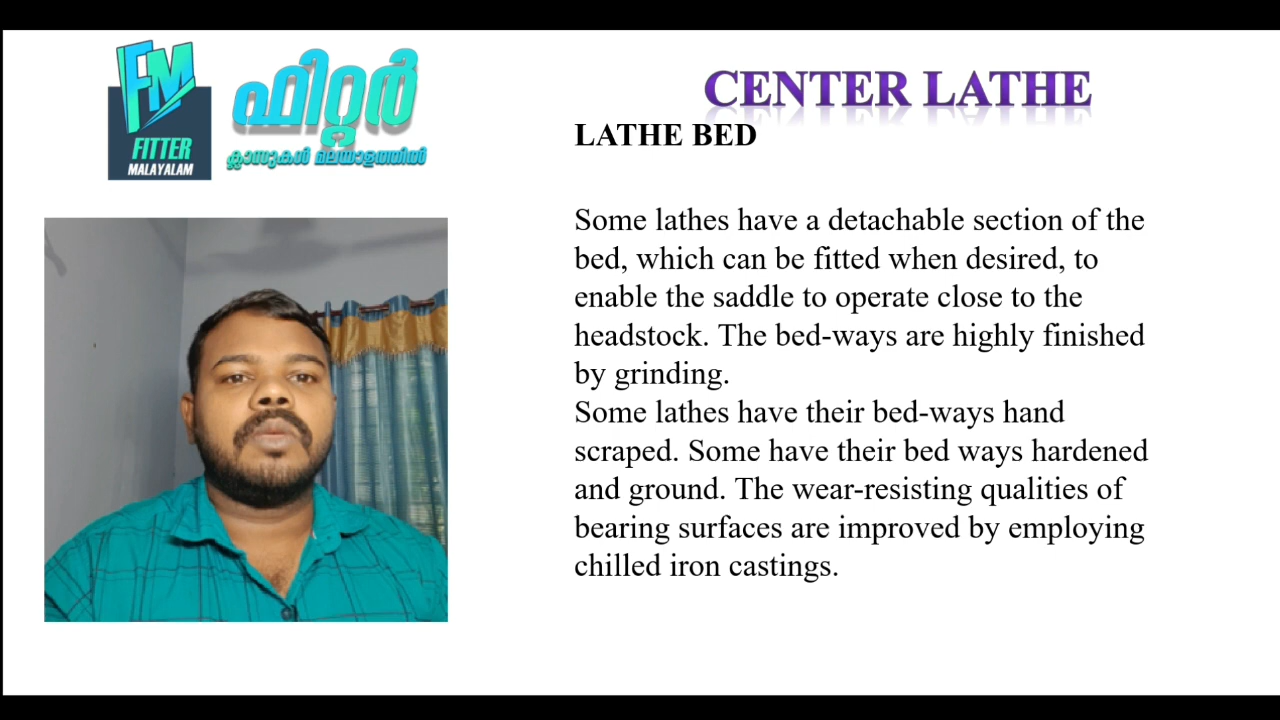 FM
ഫിറ്റർ
FITTER
MALAYALAM
ക്ലാസുകൾ മലയാളത്തിൽ
CENTER LATHE
LATHE BED
Some lathes have a detachable section of the
bed, which can be fitted when desired, to
enable the saddle to operate close to the
headstock. The bed-ways are highly finished
by grinding.
Some lathes have their bed-ways hand
scraped. Some have their bed ways hardened
and ground. The wear-resisting qualities of
bearing surfaces are improved by employing
chilled iron castings.